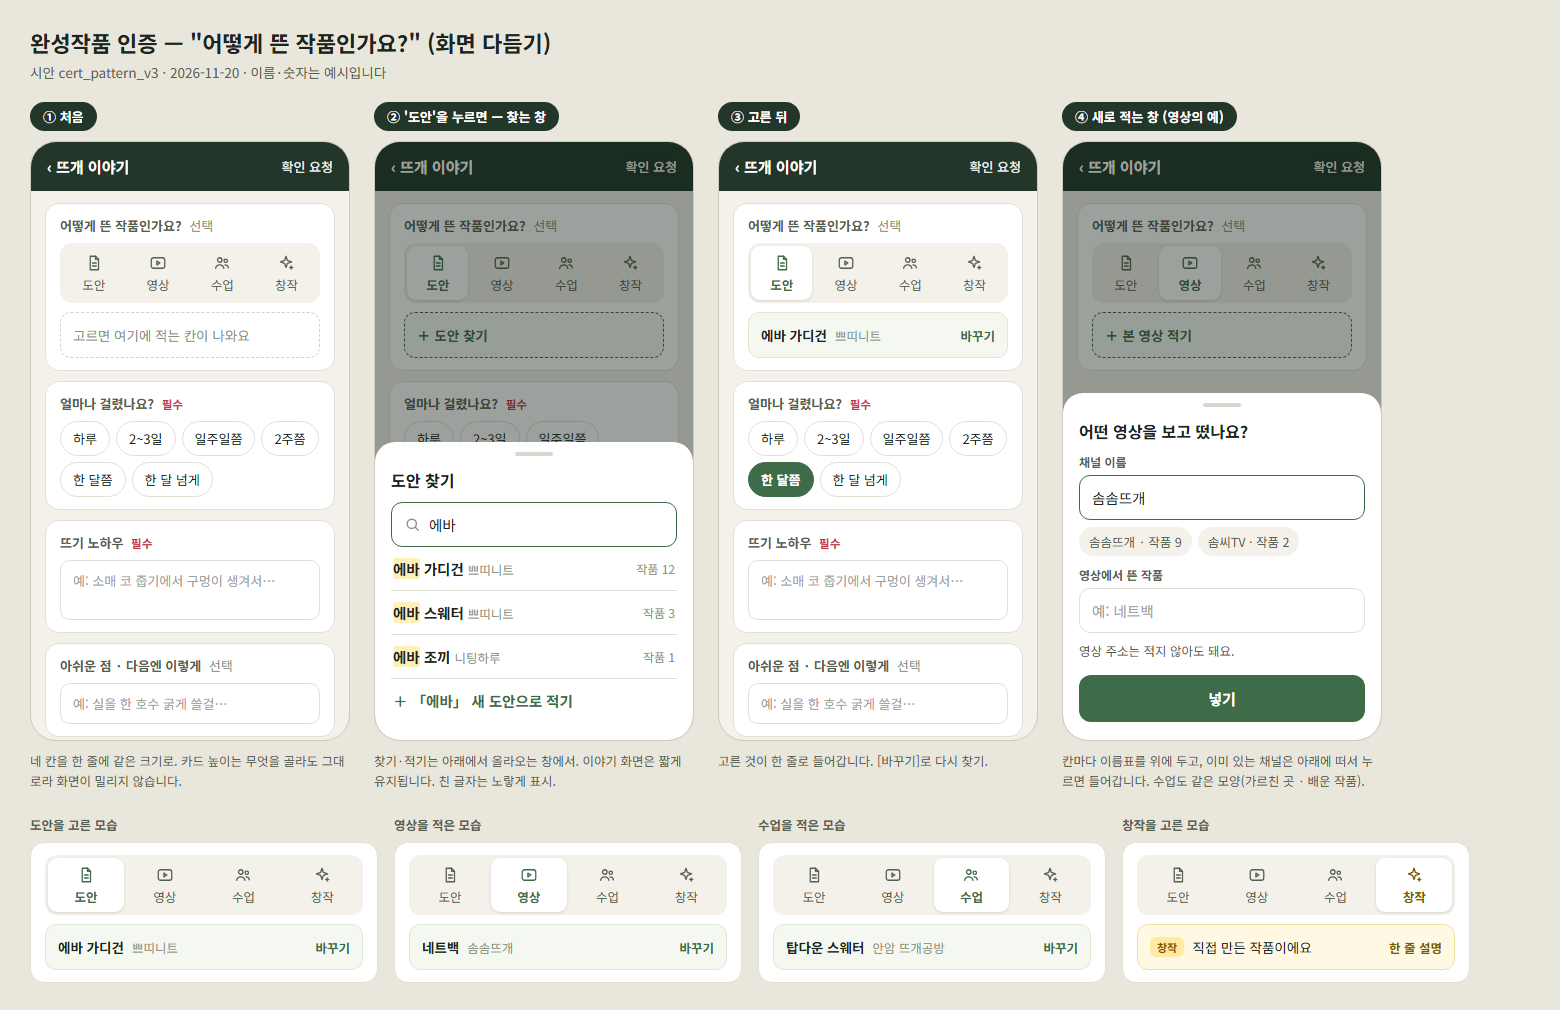 완성작품 인증 — "어떻게 뜬 작품인가요?" (화면 다듬기)
시안 cert_pattern_v3 · 2026-11-20 · 이름·숫자는 예시입니다
① 처음
‹ 뜨개 이야기
확인 요청
어떻게 뜬 작품인가요? 선택
도안
영상
수업
창작
고르면 여기에 적는 칸이 나와요
얼마나 걸렸나요? 필수
하루
2~3일
일주일쯤
2주쯤
한 달쯤
한 달 넘게
뜨기 노하우 필수
예: 소매 코 줍기에서 구멍이 생겨서…
아쉬운 점 · 다음엔 이렇게 선택
예: 실을 한 호수 굵게 쓸걸…
네 칸을 한 줄에 같은 크기로. 카드 높이는 무엇을 골라도 그대
로라 화면이 밀리지 않습니다.
② '도안'을 누르면 — 찾는 창
‹ 뜨개 이야기
확인 요청
어떻게 뜬 작품인가요? 선택
도안
영상
수업
창작
+ 도안 찾기
얼마나 걸렸나요? 필수
하루
2~3일
일주일쯤
도안 찾기
에바
에바 가디건 쁘띠니트
작품 12
에바 스웨터 쁘띠니트
작품 3
에바 조끼 니팅하루
작품 1
+ 「에바」 새 도안으로 적기
찾기·적기는 아래에서 올라오는 창에서. 이야기 화면은 짧게
유지됩니다. 친 글자는 노랗게 표시.
③ 고른 뒤
‹ 뜨개 이야기
확인 요청
어떻게 뜬 작품인가요? 선택
도안
영상
수업
창작
에바 가디건 쁘띠니트
바꾸기
얼마나 걸렸나요? 필수
하루
2~3일
일주일쯤
2주쯤
한 달쯤
한 달 넘게
뜨기 노하우 필수
예: 소매 코 줍기에서 구멍이 생겨서…
아쉬운 점 · 다음엔 이렇게 선택
예: 실을 한 호수 굵게 쓸걸…
고른 것이 한 줄로 들어갑니다. [바꾸기]로 다시 찾기.
④ 새로 적는 창 (영상의 예)
‹ 뜨개 이야기
확인 요청
어떻게 뜬 작품인가요? 선택
도안
영상
수업
창작
+ 본 영상 적기
어떤 영상을 보고 떴나요?
채널 이름
솜솜뜨개
솜솜뜨개 · 작품 9
솜씨TV · 작품 2
영상에서 뜬 작품
예: 네트백
영상 주소는 적지 않아도 돼요.
넣기
칸마다 이름표를 위에 두고, 이미 있는 채널은 아래에 떠서 누
르면 들어갑니다. 수업도 같은 모양(가르친 곳 · 배운 작품).
도안을 고른 모습
도안
영상
수업
창작
에바 가디건 쁘띠니트
바꾸기
영상을 적은 모습
도안
영상
수업
창작
네트백 솜솜뜨개
바꾸기
수업을 적은 모습
도안
영상
수업
창작
탑다운 스웨터 안암 뜨개공방
바꾸기
창작을 고른 모습
도안
영상
수업
창작
창작 직접 만든 작품이에요
한 줄 설명